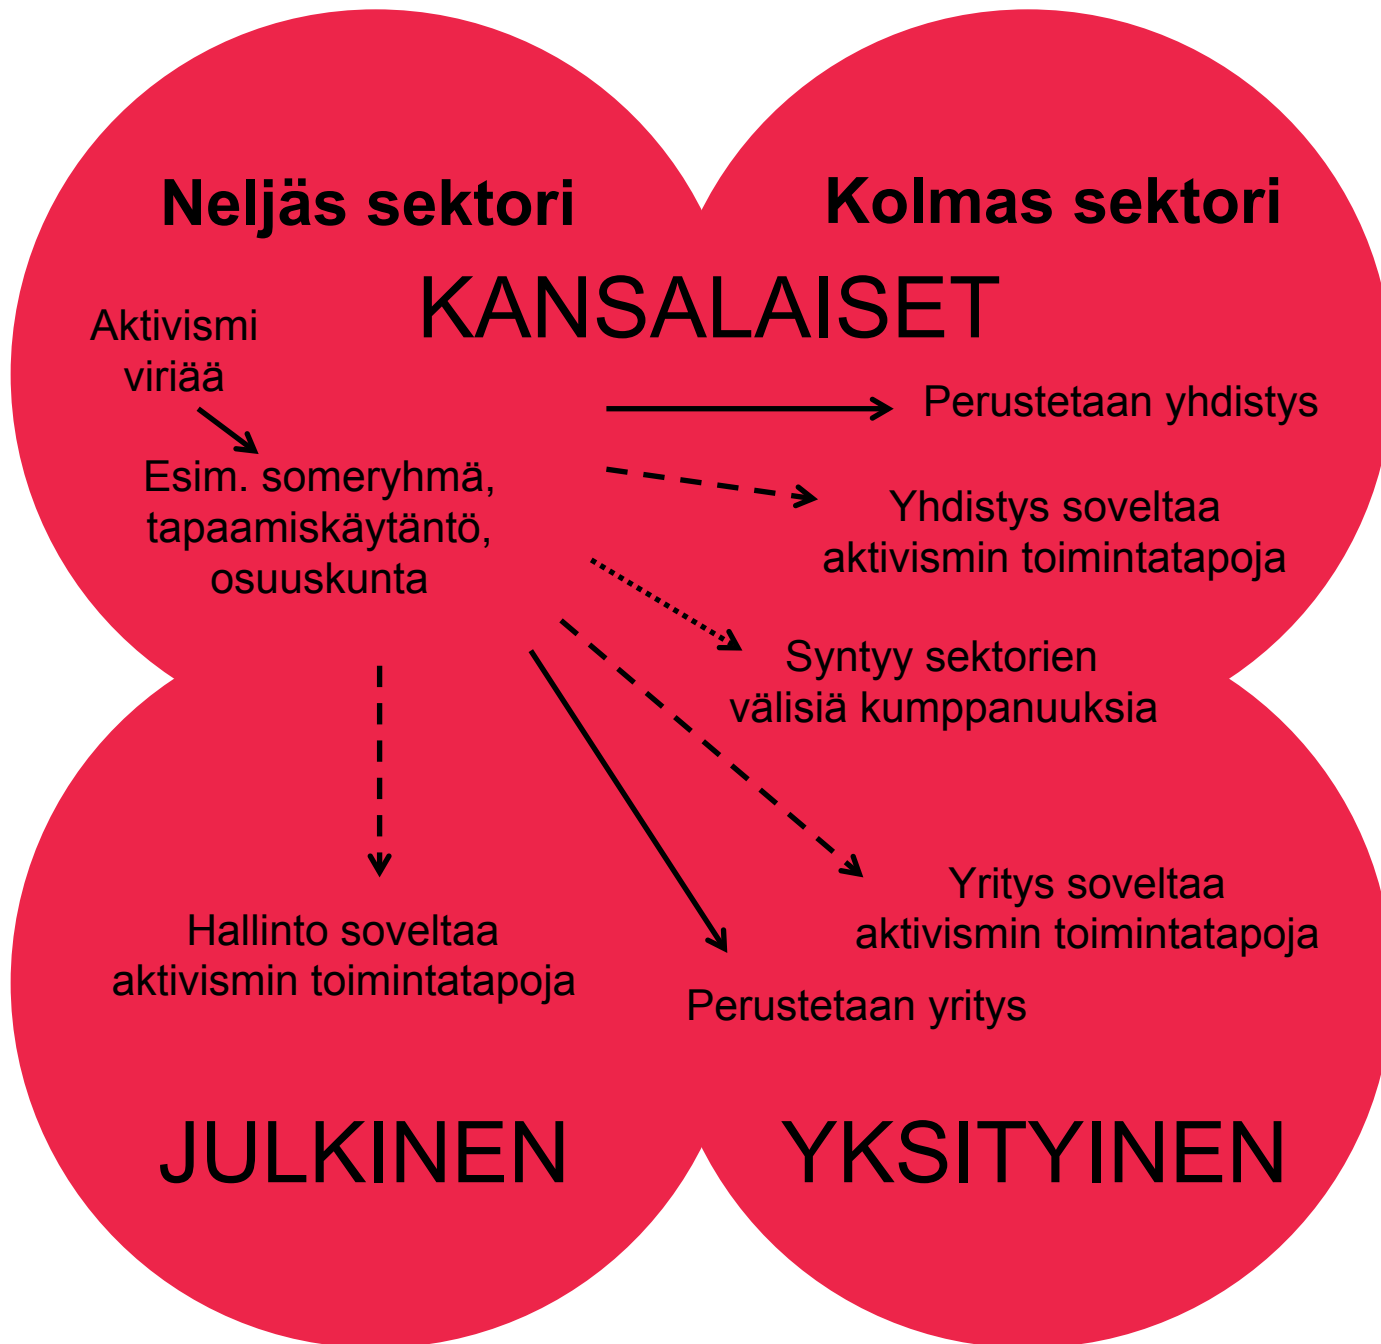 Neljäs sektori
Kolmas sektori
KANSALAISET
Aktivismi
viriää
Esim. someryhmä,
tapaamiskäytäntö,
osuuskunta
Perustetaan yhdistys
Yhdistys soveltaa
aktivismin toimintatapoja
Syntyy sektorien
välisiä kumppanuuksia
Yritys soveltaa
aktivismin toimintatapoja
Perustetaan yritys
Hallinto soveltaa
aktivismin toimintatapoja
JULKINEN
YKSITYINEN